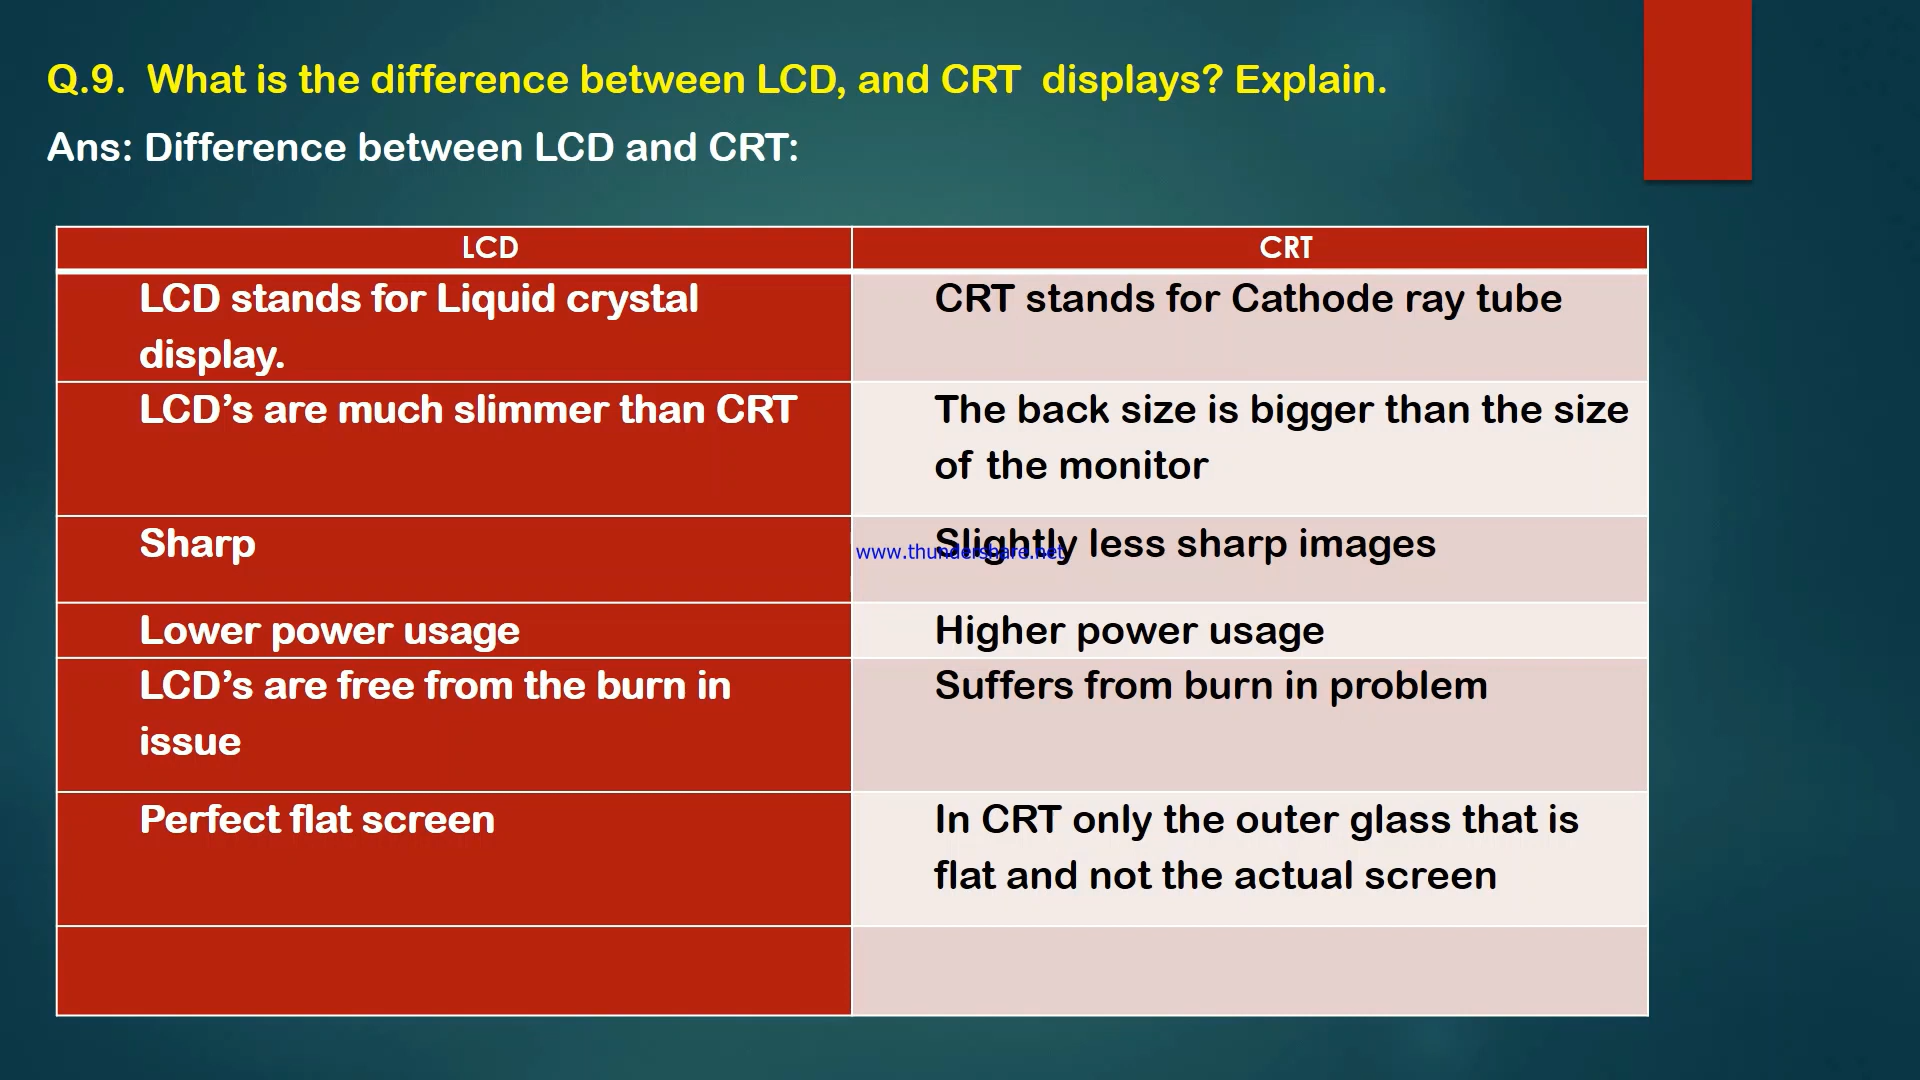 Q.9. What is the difference between LCD, and CRT displays? Explain.
Ans: Difference between LCD and CRT:
LCD
CRT
LCD stands for Liquid crystal
display.
CRT stands for Cathode ray tube
LCD’s are much slimmer than CRT
The back size is bigger than the size
of the monitor
Sharp
Slightly less sharp images
www.thundershare.net
Lower power usage
Higher power usage
LCD’s are free from the burn in
issue
Suffers from burn in problem
Perfect flat screen
In CRT only the outer glass that is
flat and not the actual screen